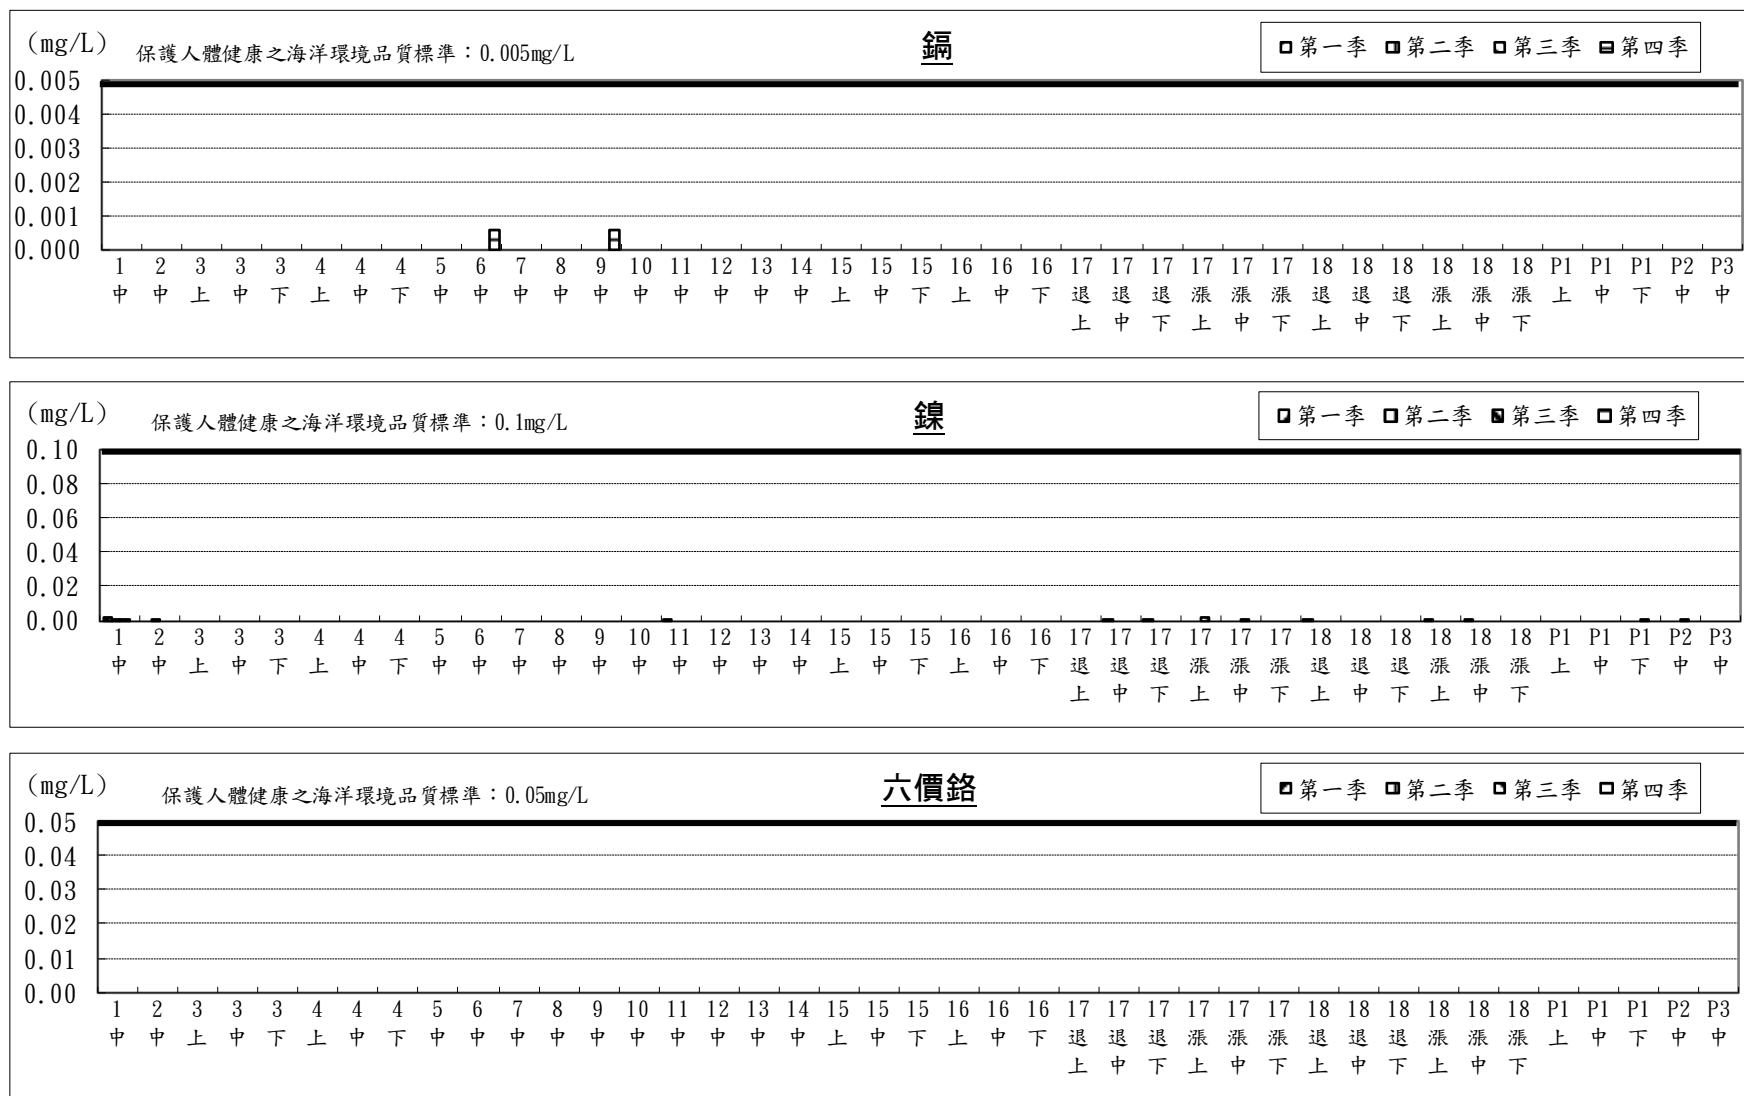 (mg/L) 保護人體健康之海洋環境品質標準：0.005mg/L 鎘 第一季 第二季 第三季 第四季
0.005
0.004
0.003
0.002
0.001
0.000
1 2 3 3 3 4 4 4 5 6 7 8 9 10 11 12 13 14 15 15 15 16 16 16 17 17 17 17 17 17 18 18 18 18 18 18 P1 P1 P1 P2 P3
中 中 上 中 下 上 中 下 中 中 中 中 中 中 中 中 中 中 上 中 下 上 中 下 退 退 退 漲 漲 漲 退 退 退 漲 漲 漲 上 中 下 中 中
上 中 下 上 中 下 上 中 下 上 中 下
(mg/L) 保護人體健康之海洋環境品質標準：0.1mg/L 鎳 第一季 第二季 第三季 第四季
0.10
0.08
0.06
0.04
0.02
0.00
1 2 3 3 3 4 4 4 5 6 7 8 9 10 11 12 13 14 15 15 15 16 16 16 17 17 17 17 17 17 18 18 18 18 18 18 P1 P1 P1 P2 P3
中 中 上 中 下 上 中 下 中 中 中 中 中 中 中 中 中 中 上 中 下 上 中 下 退 退 退 漲 漲 漲 退 退 退 漲 漲 漲 上 中 下 中 中
上 中 下 上 中 下 上 中 下 上 中 下
(mg/L) 保護人體健康之海洋環境品質標準：0.05mg/L 六價鉻 第一季 第二季 第三季 第四季
0.05
0.04
0.03
0.02
0.01
0.00
1 2 3 3 3 4 4 4 5 6 7 8 9 10 11 12 13 14 15 15 15 16 16 16 17 17 17 17 17 17 18 18 18 18 18 18 P1 P1 P1 P2 P3
中 中 上 中 下 上 中 下 中 中 中 中 中 中 中 中 中 中 上 中 下 上 中 下 退 退 退 漲 漲 漲 退 退 退 漲 漲 漲 上 中 下 中 中
上 中 下 上 中 下 上 中 下 上 中 下